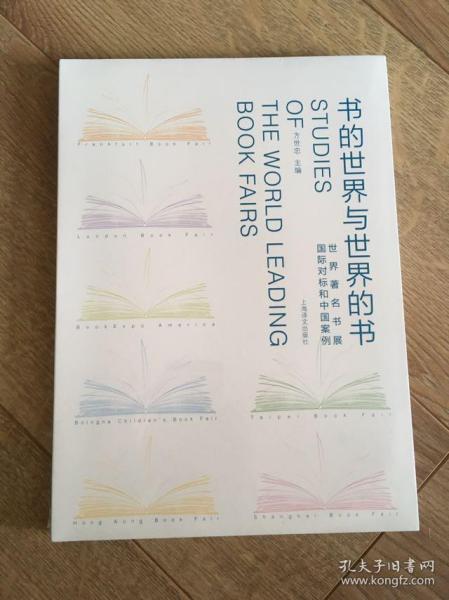 书的世界与世界的书
STUDIES
OF
THE WORLD LEADING
BOOK FAIRS
方世忠 主编
世界著名书展
国际对标和中国案例
上海译文出版社
Frankfurt Book Fair
London Book Fair
BookExpo America
Bologna Children's Book Fair
Taipei Book Fair
Hong Kong Book Fair
Shanghai Book Fair
孔夫子旧书网
www.kongfz.com